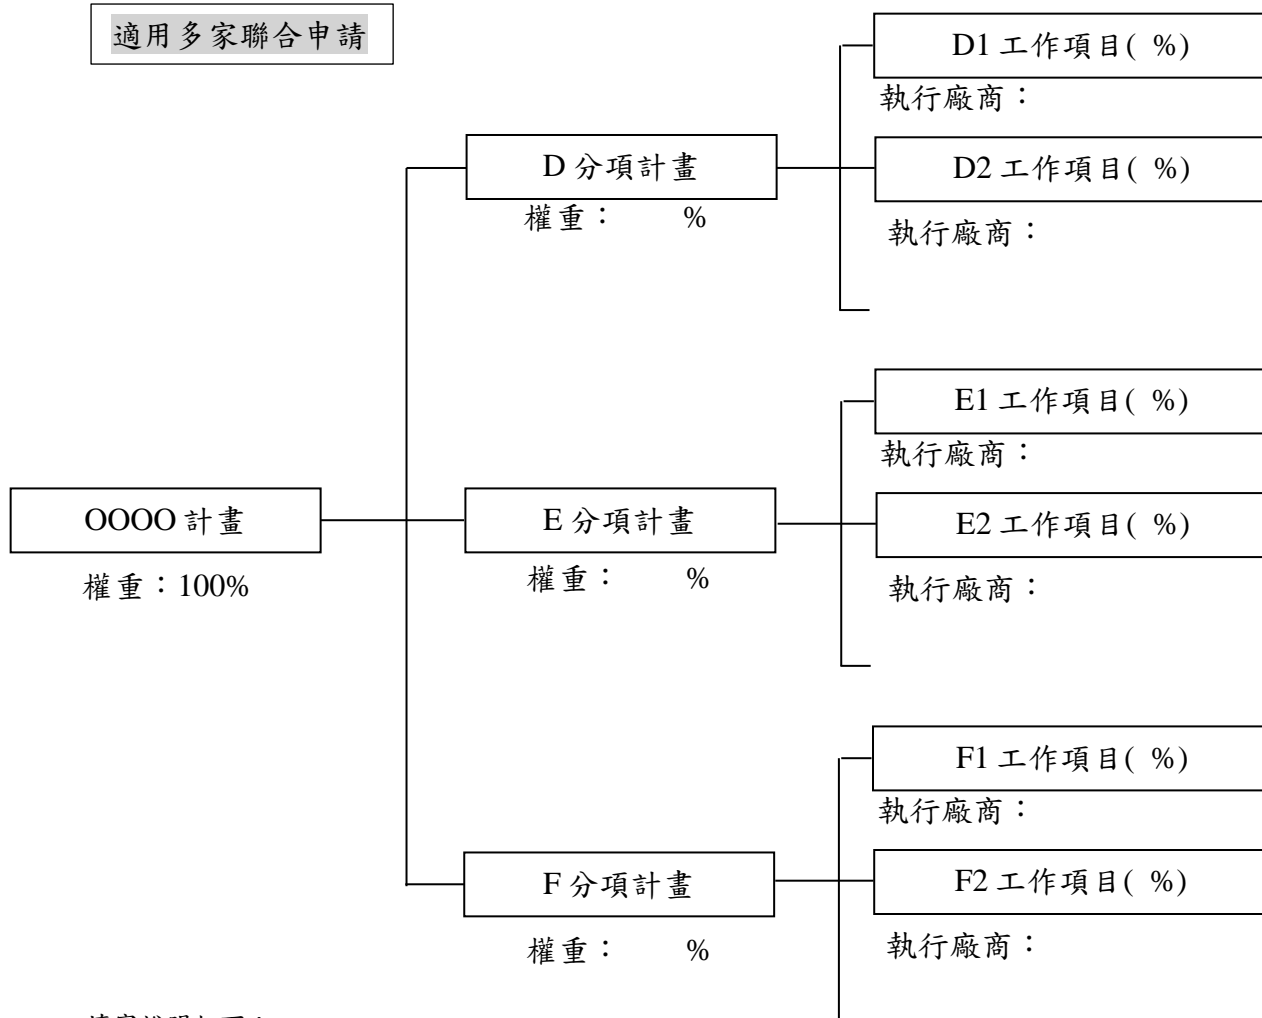 適用多家聯合申請
D1 工作項目( %)
執行廠商：
D 分項計畫
權重： %
D2 工作項目( %)
執行廠商：
E1 工作項目( %)
執行廠商：
OOOO 計畫
權重：100%
E 分項計畫
權重： %
E2 工作項目( %)
執行廠商：
F1 工作項目( %)
執行廠商：
F 分項計畫
權重： %
F2 工作項目( %)
執行廠商：